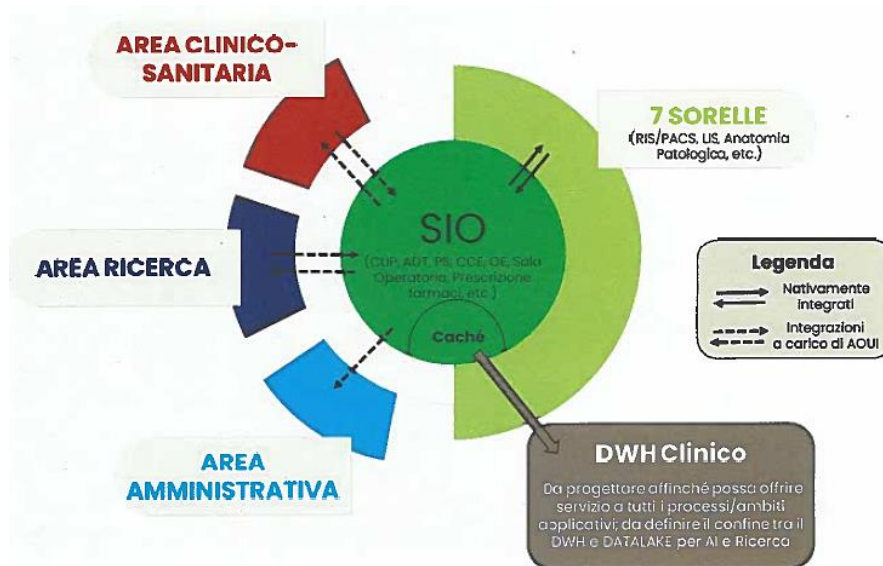 AREA CLINICO-
SANITARIA
7 SORELLE
(RIS/PACS, LIS, Anatomia
Patologica, etc.)
SIO
(CUP, ADT, PS, CCE, OE, Sala
Operatoria, Prescrizione
farmaci, etc.)
AREA RICERCA
Caché
Legenda
Nativamente
integrati
Integrazioni
a carico di AOUI
AREA
AMMINISTRATIVA
DWH Clinico
Da progettare affinché possa offrire
servizio a tutti i processi/ambiti
applicativi; da definire il confine tra il
DWH e DATALAKE per AI e Ricerca